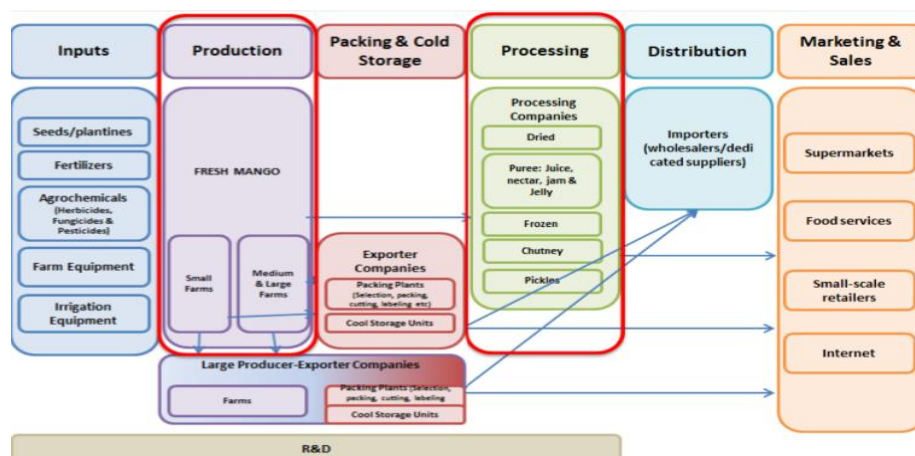 Inputs
Production
Packing & Cold
Storage
Processing
Distribution
Marketing &
Sales
Seeds/plantines
Fertilizers
Agrochemicals
(Herbicides,
Fungicides &
Pesticides)
Farm Equipment
Irrigation
Equipment
FRESH MANGO
Small
Farms
Medium
& Large
Farms
Exporter
Companies
Packing Plants
(Selection, packing,
cutting, labeling etc)
Cool Storage Units
Processing
Companies
Dried
Puree: Juice,
nectar, jam &
Jelly
Frozen
Chutney
Pickles
Importers
(wholesalers/dedi
cated suppliers)
Supermarkets
Food services
Small-scale
retailers
Internet
Large Producer-Exporter Companies
Farms
Packing Plants (Selection,
packing, cutting, labeling
Cool Storage Units
R&D